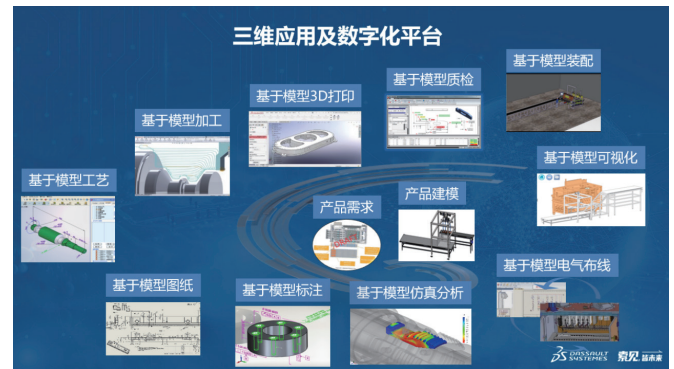 三维应用及数字化平台
基于模型装配
基于模型质检
基于模型3D打印
基于模型加工
基于模型可视化
基于模型工艺
产品需求
产品建模
基于模型电气布线
基于模型图纸
基于模型标注
基于模型仿真分析
DASSAULT
SYSTEMES
索见 益未来